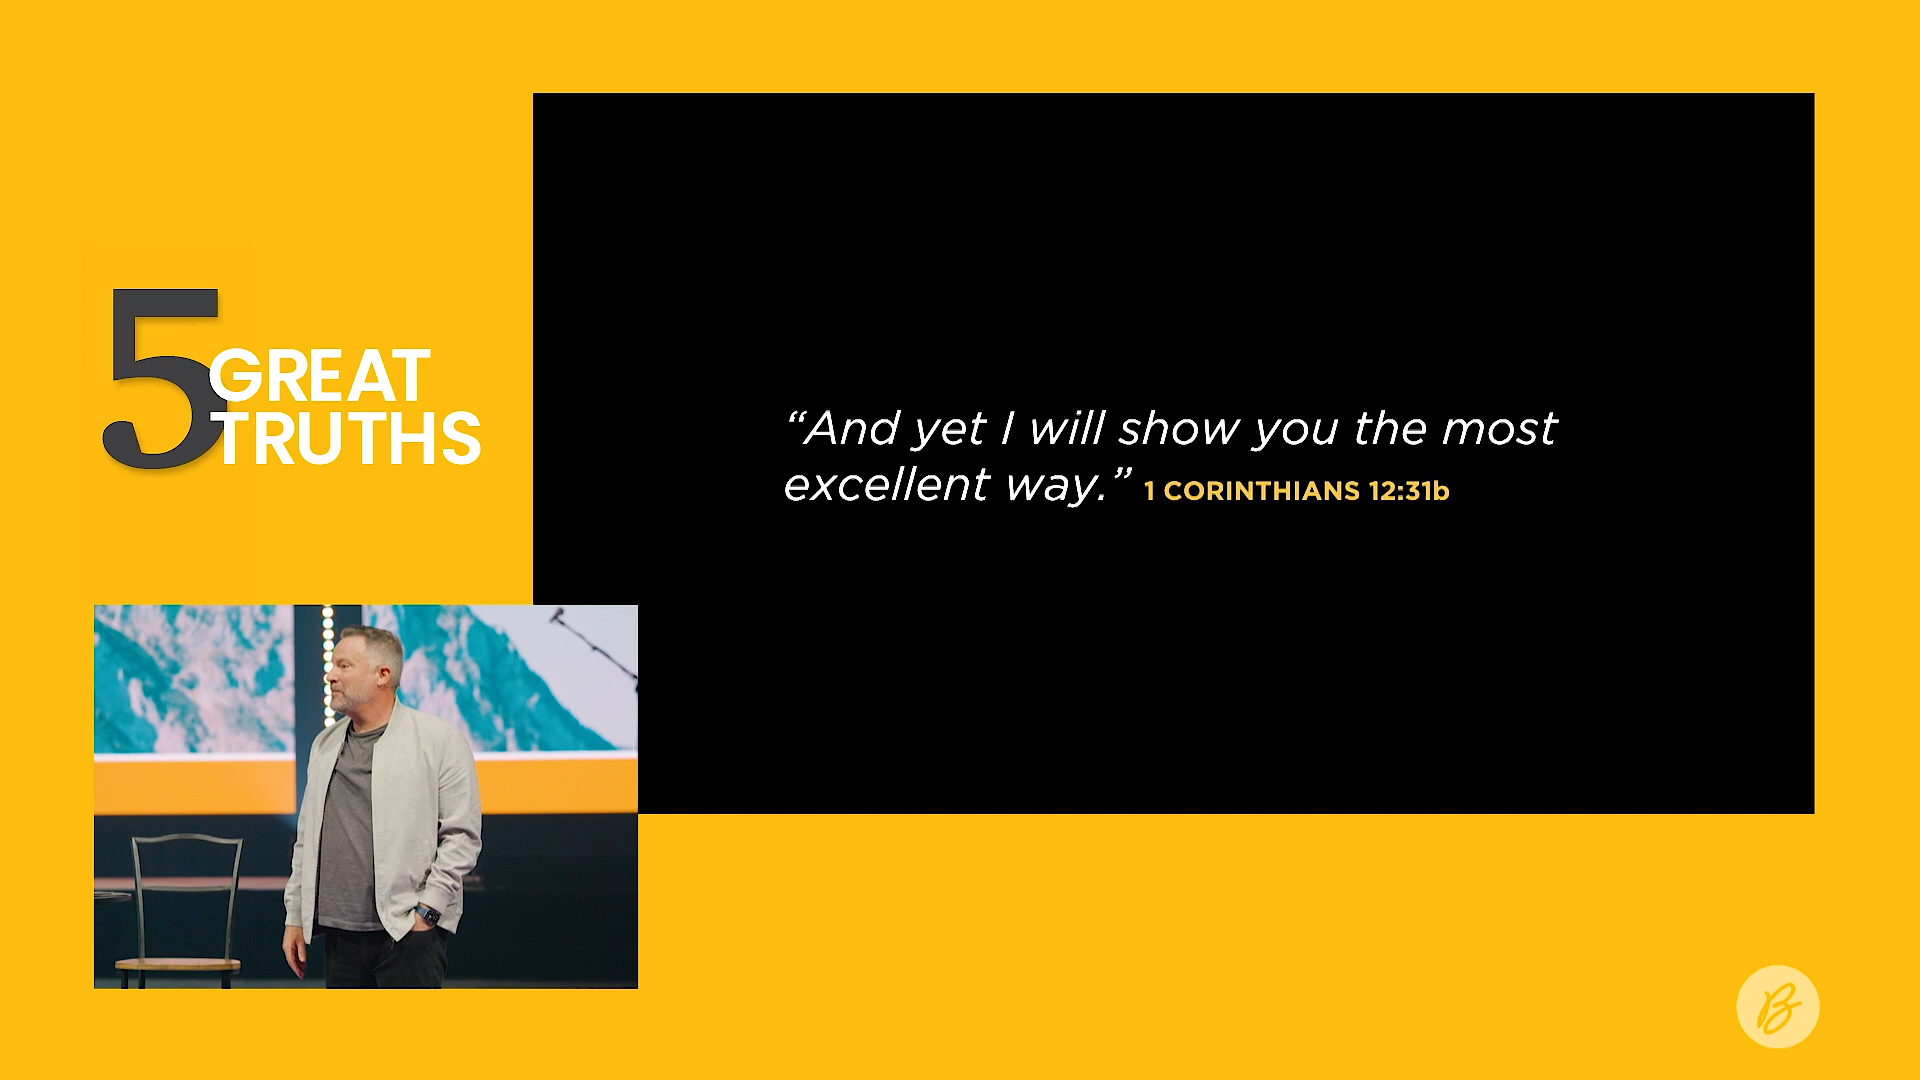 5
GREAT
TRUTHS
“And yet I will show you the most
excellent way.” 1 CORINTHIANS 12:31b
B